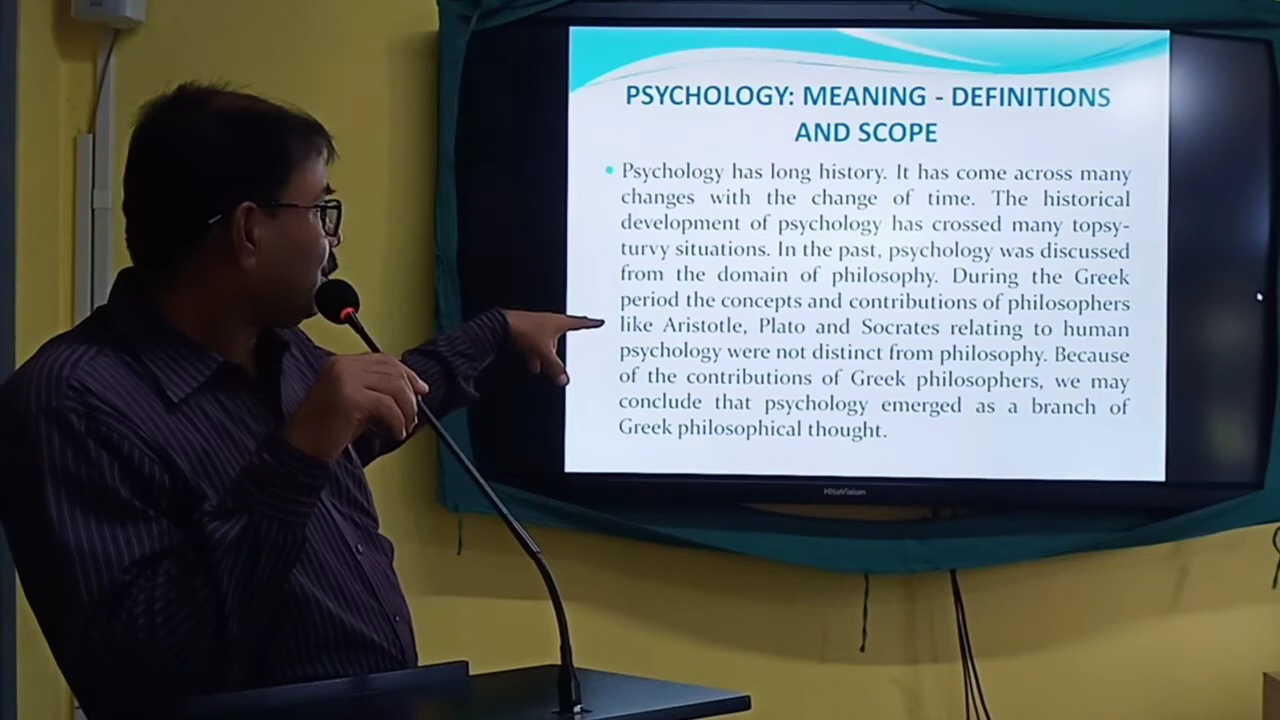 PSYCHOLOGY: MEANING - DEFINITIONS
AND SCOPE
• Psychology has long history. It has come across many
changes with the change of time. The historical
development of psychology has crossed many topsy-
turvy situations. In the past, psychology was discussed
from the domain of philosophy. During the Greek
period the concepts and contributions of philosophers
like Aristotle, Plato and Socrates relating to human
psychology were not distinct from philosophy. Because
of the contributions of Greek philosophers, we may
conclude that psychology emerged as a branch of
Greek philosophical thought.
HiteVision